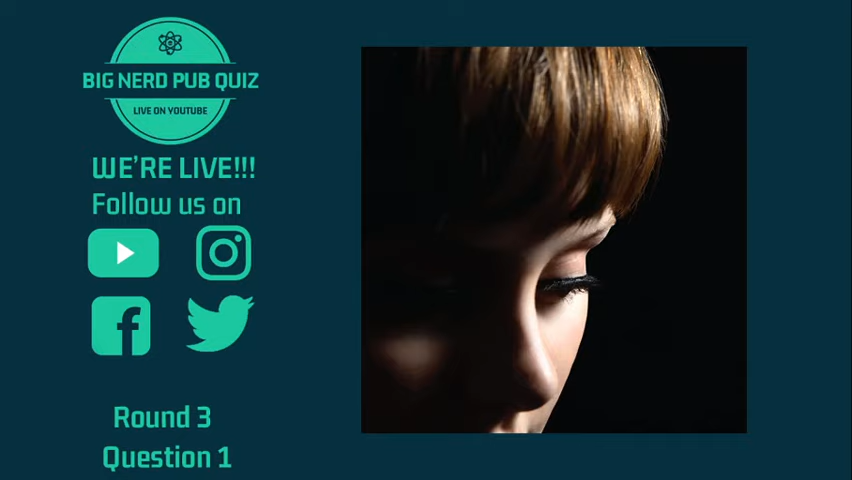 BIG NERD PUB QUIZ
LIVE ON YOUTUBE
WE'RE LIVE!!!
Follow us on
Round 3
Question 1